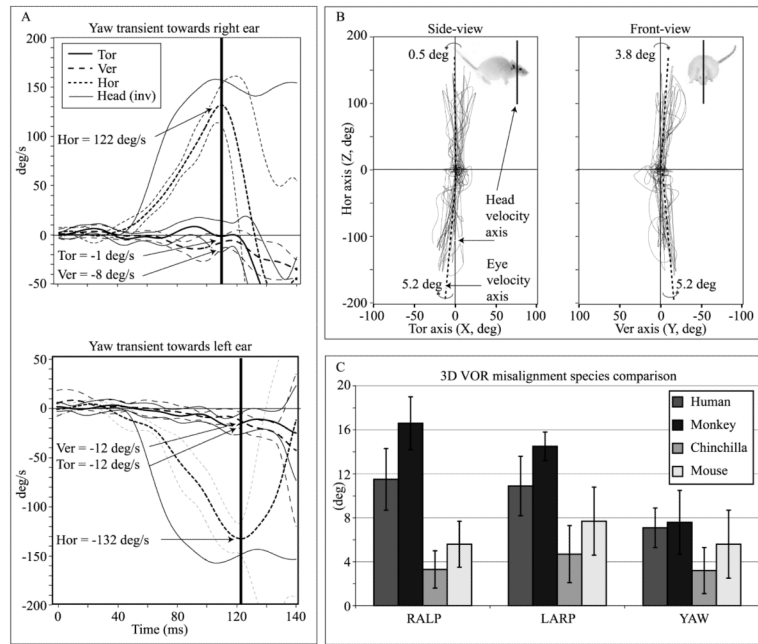 A
Yaw transient towards right ear
200
150
100
50
0
-50
deg/s
Tor
Ver
Hor
Head (inv)
Hor = 122 deg/s
Tor = -1 deg/s
Ver = -8 deg/s
Yaw transient towards left ear
50
0
-50
-100
-150
-200
deg/s
Ver = -12 deg/s
Tor = -12 deg/s
Hor = -132 deg/s
0 40 60 80 120 140
Time (ms)
B
Side-view
Front-view
0.5 deg
3.8 deg
200
100
0
-100
-200
Hor axis (Z, deg)
Head
velocity
axis
Eye
velocity
axis
5.2 deg
5.2 deg
-100 -50 0 50 100
Tor axis (X, deg)
100 50 0 -50 -100
Ver axis (Y, deg)
C
3D VOR misalignment species comparison
20
16
12
8
4
0
(deg)
Human
Monkey
Chinchilla
Mouse
RALP LARP YAW